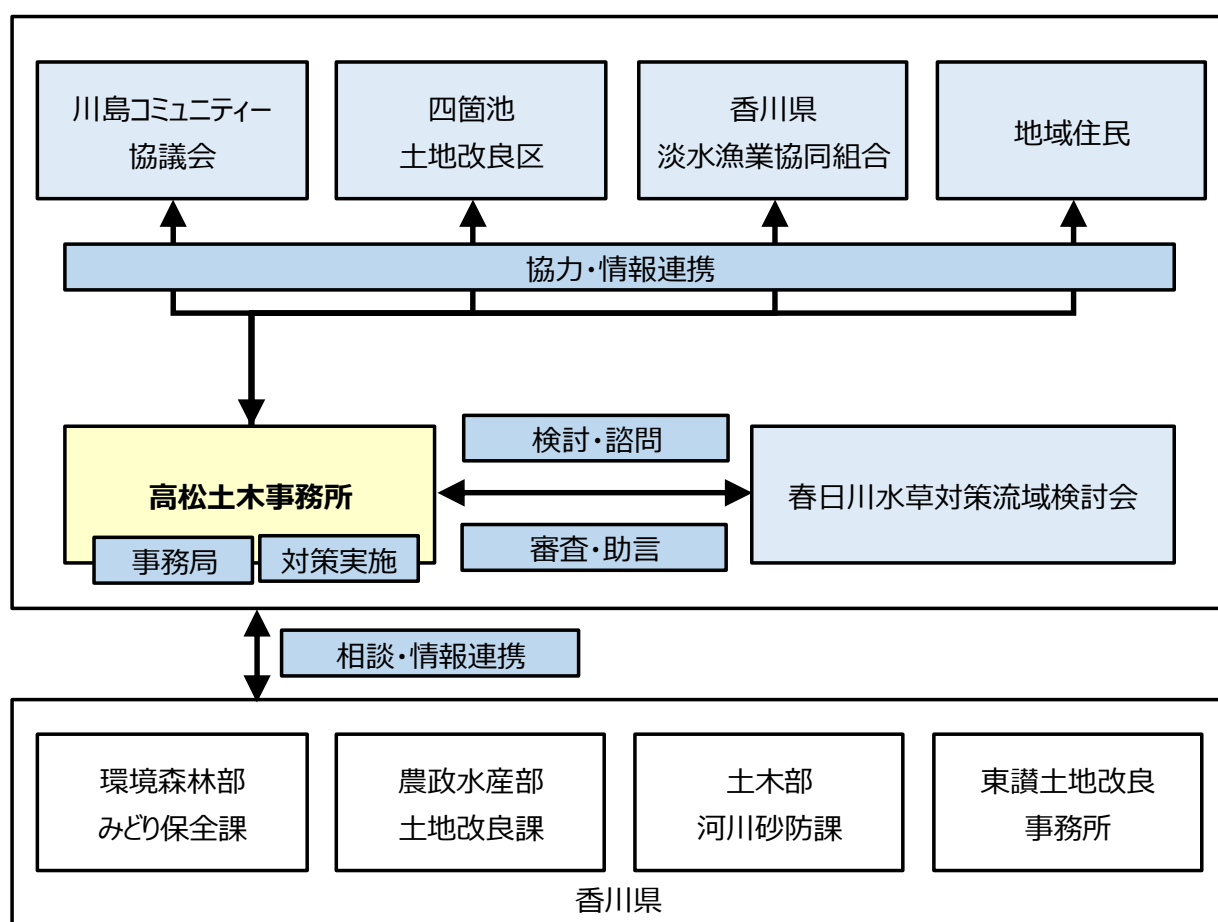 川島コミュニティー
協議会
四箇池
土地改良区
香川県
淡水漁業協同組合
地域住民
協力・情報連携
高松土木事務所
事務局
対策実施
検討・諮問
審査・助言
春日川水草対策流域検討会
相談・情報連携
環境森林部
みどり保全課
農政水産部
土地改良課
土木部
河川砂防課
東讃土地改良
事務所
香川県